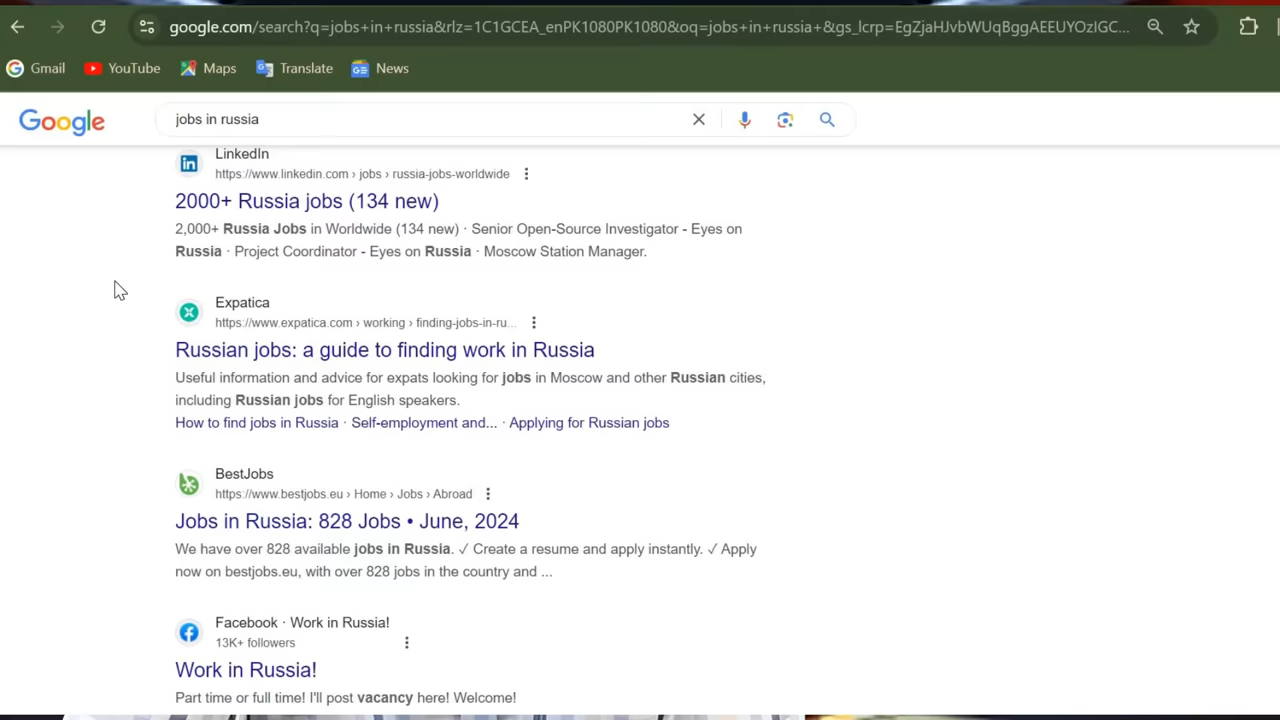 google.com/search?q=jobs+in+russia&rlz=1C1GCEA_enPK1080PK1080&oq=jobs+in+russia+&gs_lcrp=EgZjaHJvbWUqBggAEEUYOzIGC...
Gmail YouTube Maps Translate News
Google jobs in russia
LinkedIn
https://www.linkedin.com › jobs › russia-jobs-worldwide
2000+ Russia jobs (134 new)
2,000+ Russia Jobs in Worldwide (134 new) · Senior Open-Source Investigator - Eyes on
Russia · Project Coordinator - Eyes on Russia · Moscow Station Manager.
Expatica
https://www.expatica.com › working › finding-jobs-in-ru...
Russian jobs: a guide to finding work in Russia
Useful information and advice for expats looking for jobs in Moscow and other Russian cities,
including Russian jobs for English speakers.
How to find jobs in Russia · Self-employment and... · Applying for Russian jobs
BestJobs
https://www.bestjobs.eu › Home › Jobs › Abroad
Jobs in Russia: 828 Jobs • June, 2024
We have over 828 available jobs in Russia. ✓ Create a resume and apply instantly. ✓ Apply
now on bestjobs.eu, with over 828 jobs in the country and ...
Facebook · Work in Russia!
13K+ followers
Work in Russia!
Part time or full time! I'll post vacancy here! Welcome!